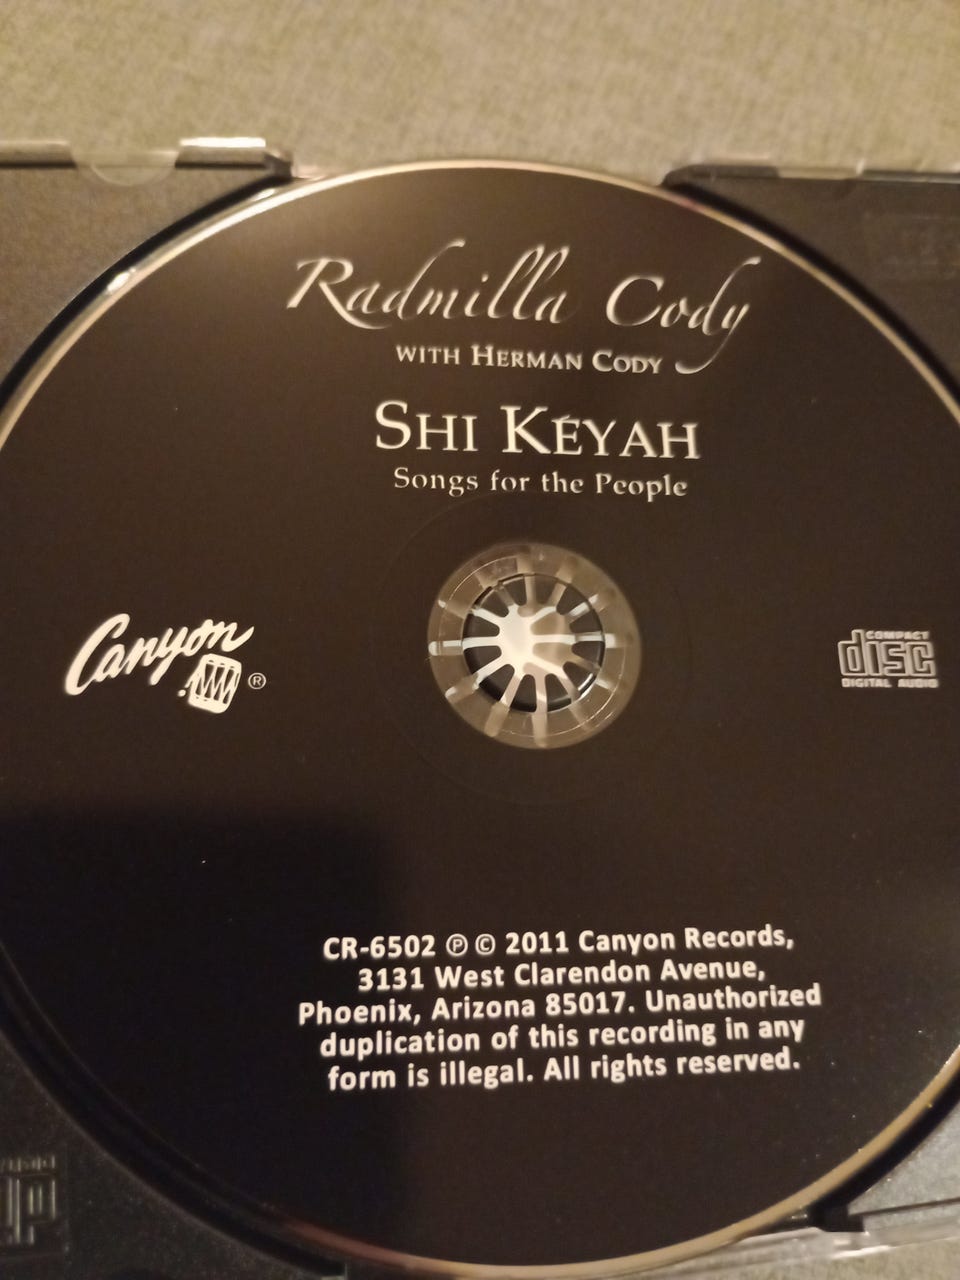 Radmilla Cody
WITH HERMAN CODY
SHI KÉYAH
Songs for the People
Canyon ®
COMPACT
disc
DIGITAL AUDIO
CR-6502 ℗ © 2011 Canyon Records,
3131 West Clarendon Avenue,
Phoenix, Arizona 85017. Unauthorized
duplication of this recording in any
form is illegal. All rights reserved.